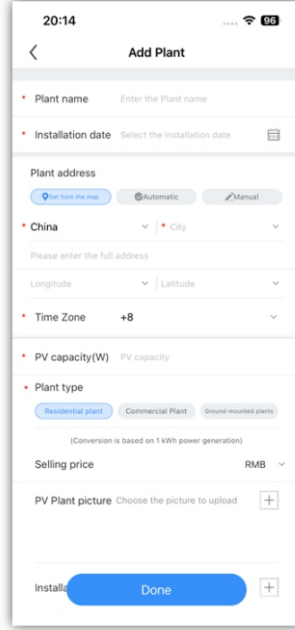 20:14 .... 96
Add Plant
* Plant name Enter the Plant name
* Installation date Select the installation date
Plant address
Get from the map Automatic Manual
* China * City
Please enter the full address
Longitude Latitude
* Time Zone +8
* PV capacity(W) PV capacity
* Plant type
Residential plant Commercial Plant Ground-mounted plants
(Conversion is based on 1 kWh power generation)
Selling price RMB
PV Plant picture Choose the picture to upload
Installa
Done